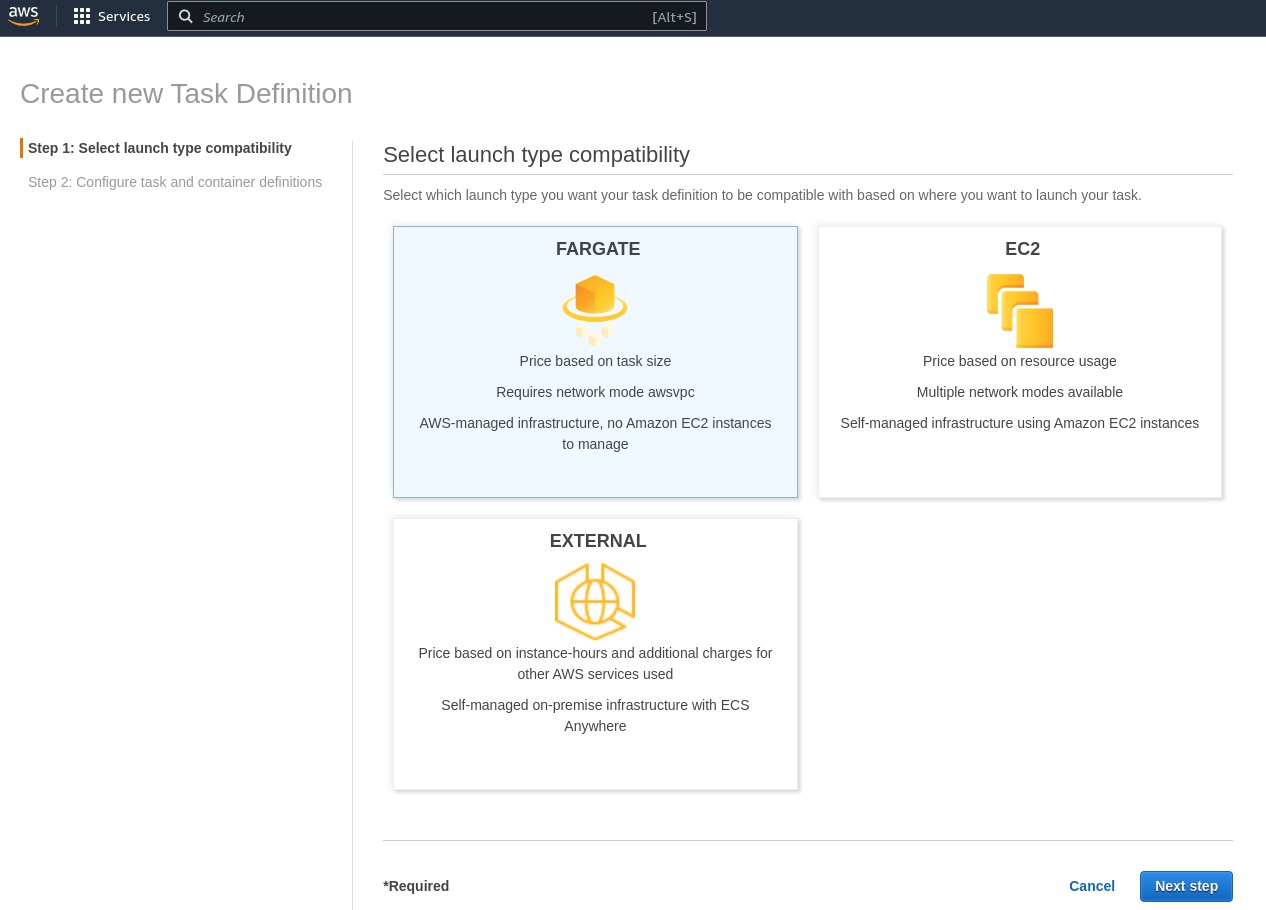 aws
Services
Search
[Alt+S]
Create new Task Definition
Step 1: Select launch type compatibility
Step 2: Configure task and container definitions
Select launch type compatibility
Select which launch type you want your task definition to be compatible with based on where you want to launch your task.
FARGATE
Price based on task size
Requires network mode awsvpc
AWS-managed infrastructure, no Amazon EC2 instances
to manage
EC2
Price based on resource usage
Multiple network modes available
Self-managed infrastructure using Amazon EC2 instances
EXTERNAL
Price based on instance-hours and additional charges for
other AWS services used
Self-managed on-premise infrastructure with ECS
Anywhere
*Required
Cancel
Next step